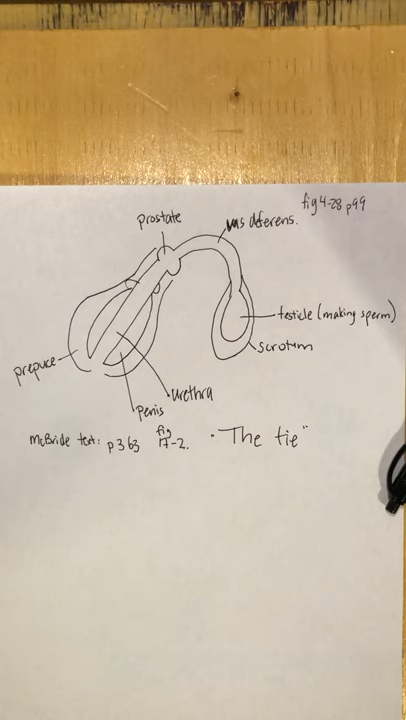 fig 4-28 p99
prostate
vas deferens.
testicle (making sperm)
scrotum
prepuce
urethra
penis
McBride text: p363 fig 17-2. • "The tie"